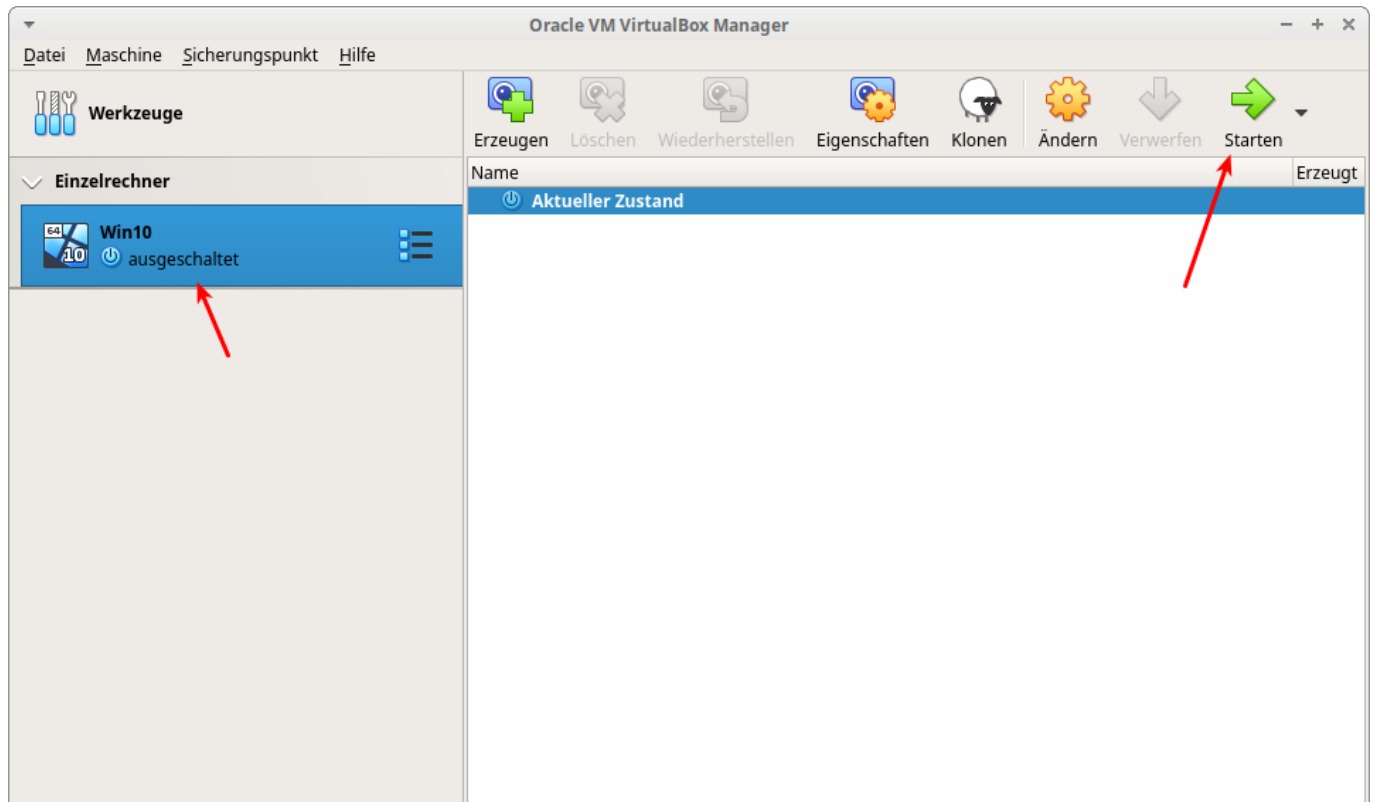 Oracle VM VirtualBox Manager
Datei Maschine Sicherungspunkt Hilfe
Werkzeuge
Erzeugen Löschen Wiederherstellen Eigenschaften Klonen Ändern Verwerfen Starten
Einzelrechner
Name Erzeugt
Aktueller Zustand
64
10
Win10
ausgeschaltet